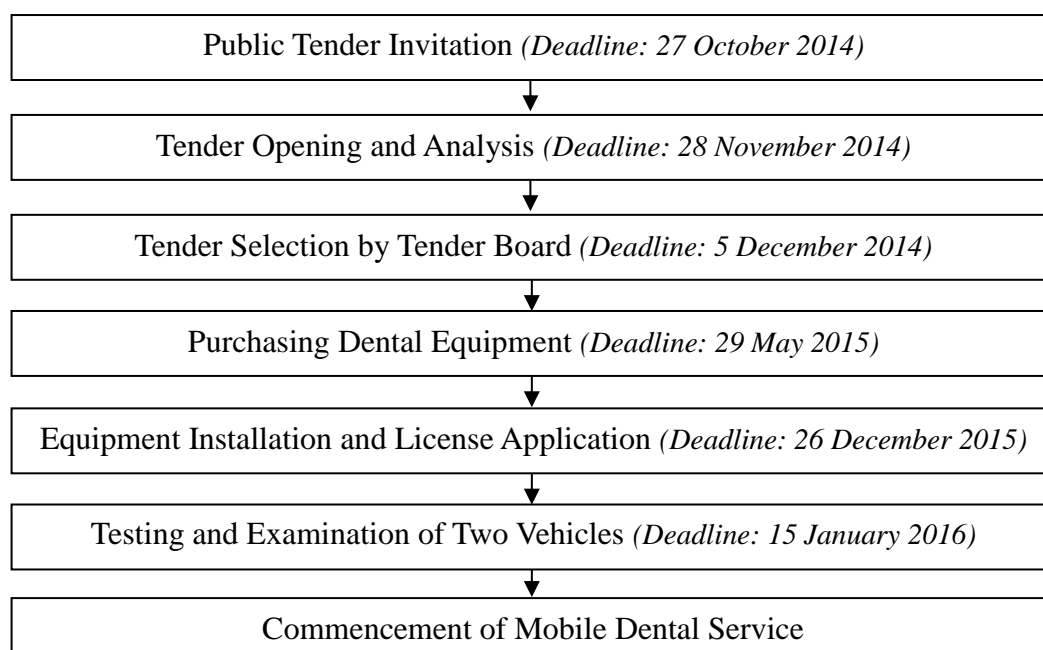 Public Tender Invitation (Deadline: 27 October 2014)
Tender Opening and Analysis (Deadline: 28 November 2014)
Tender Selection by Tender Board (Deadline: 5 December 2014)
Purchasing Dental Equipment (Deadline: 29 May 2015)
Equipment Installation and License Application (Deadline: 26 December 2015)
Testing and Examination of Two Vehicles (Deadline: 15 January 2016)
Commencement of Mobile Dental Service